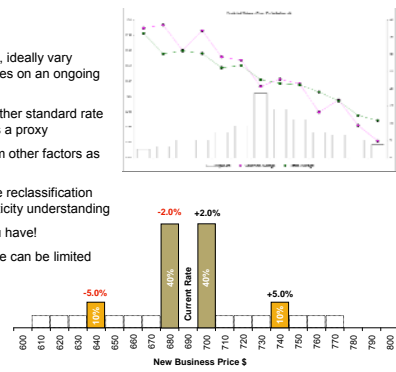 , ideally vary
es on an ongoing
ther standard rate
s a proxy
m other factors as
e reclassification
ticity understanding
u have!
e can be limited
-2.0%
+2.0%
-5.0%
+5.0%
10%
40%
Current Rate
40%
10%
600
610
620
630
640
650
660
670
680
690
700
710
720
730
740
750
760
770
780
790
800
New Business Price $